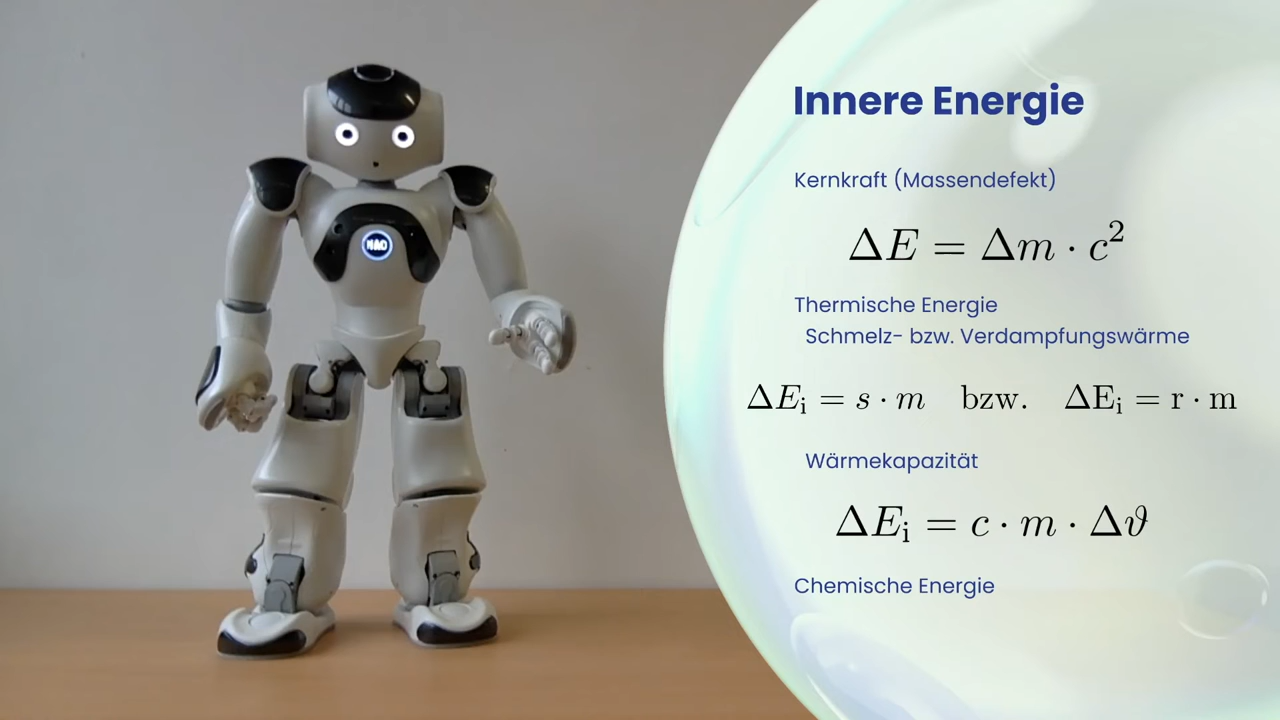 NAO
Innere Energie
Kernkraft (Massendefekt)
ΔE = Δm · c²
Thermische Energie
Schmelz- bzw. Verdampfungswärme
ΔEᵢ = s · m bzw. ΔEᵢ = r · m
Wärmekapazität
ΔEᵢ = c · m · Δϑ
Chemische Energie